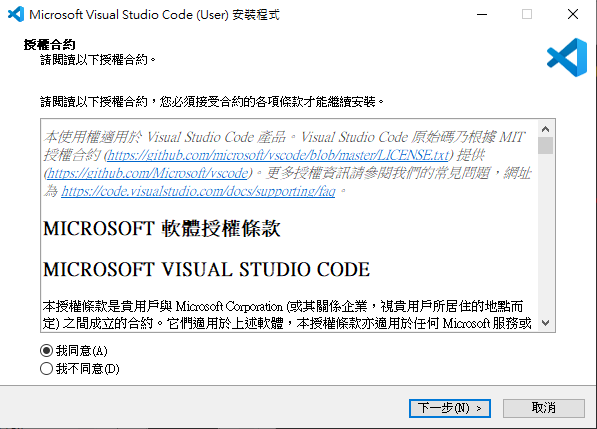 Microsoft Visual Studio Code (User) 安裝程式
授權合約
請閱讀以下授權合約。
請閱讀以下授權合約，您必須接受合約的各項條款才能繼續安裝。
本使用權適用於 Visual Studio Code 產品。Visual Studio Code 原始碼乃根據 MIT
授權合約 (https://github.com/microsoft/vscode/blob/master/LICENSE.txt) 提供
(https://github.com/Microsoft/vscode)。更多授權資訊請參閱我們的常見問題，網址
為 https://code.visualstudio.com/docs/supporting/faq。
MICROSOFT 軟體授權條款
MICROSOFT VISUAL STUDIO CODE
本授權條款是貴用戶與 Microsoft Corporation (或其關係企業，視貴用戶所居住的地點而
定) 之間成立的合約。它們適用於上述軟體，本授權條款亦適用於任何 Microsoft 服務或
我同意(A)
我不同意(D)
下一步(N) >
取消